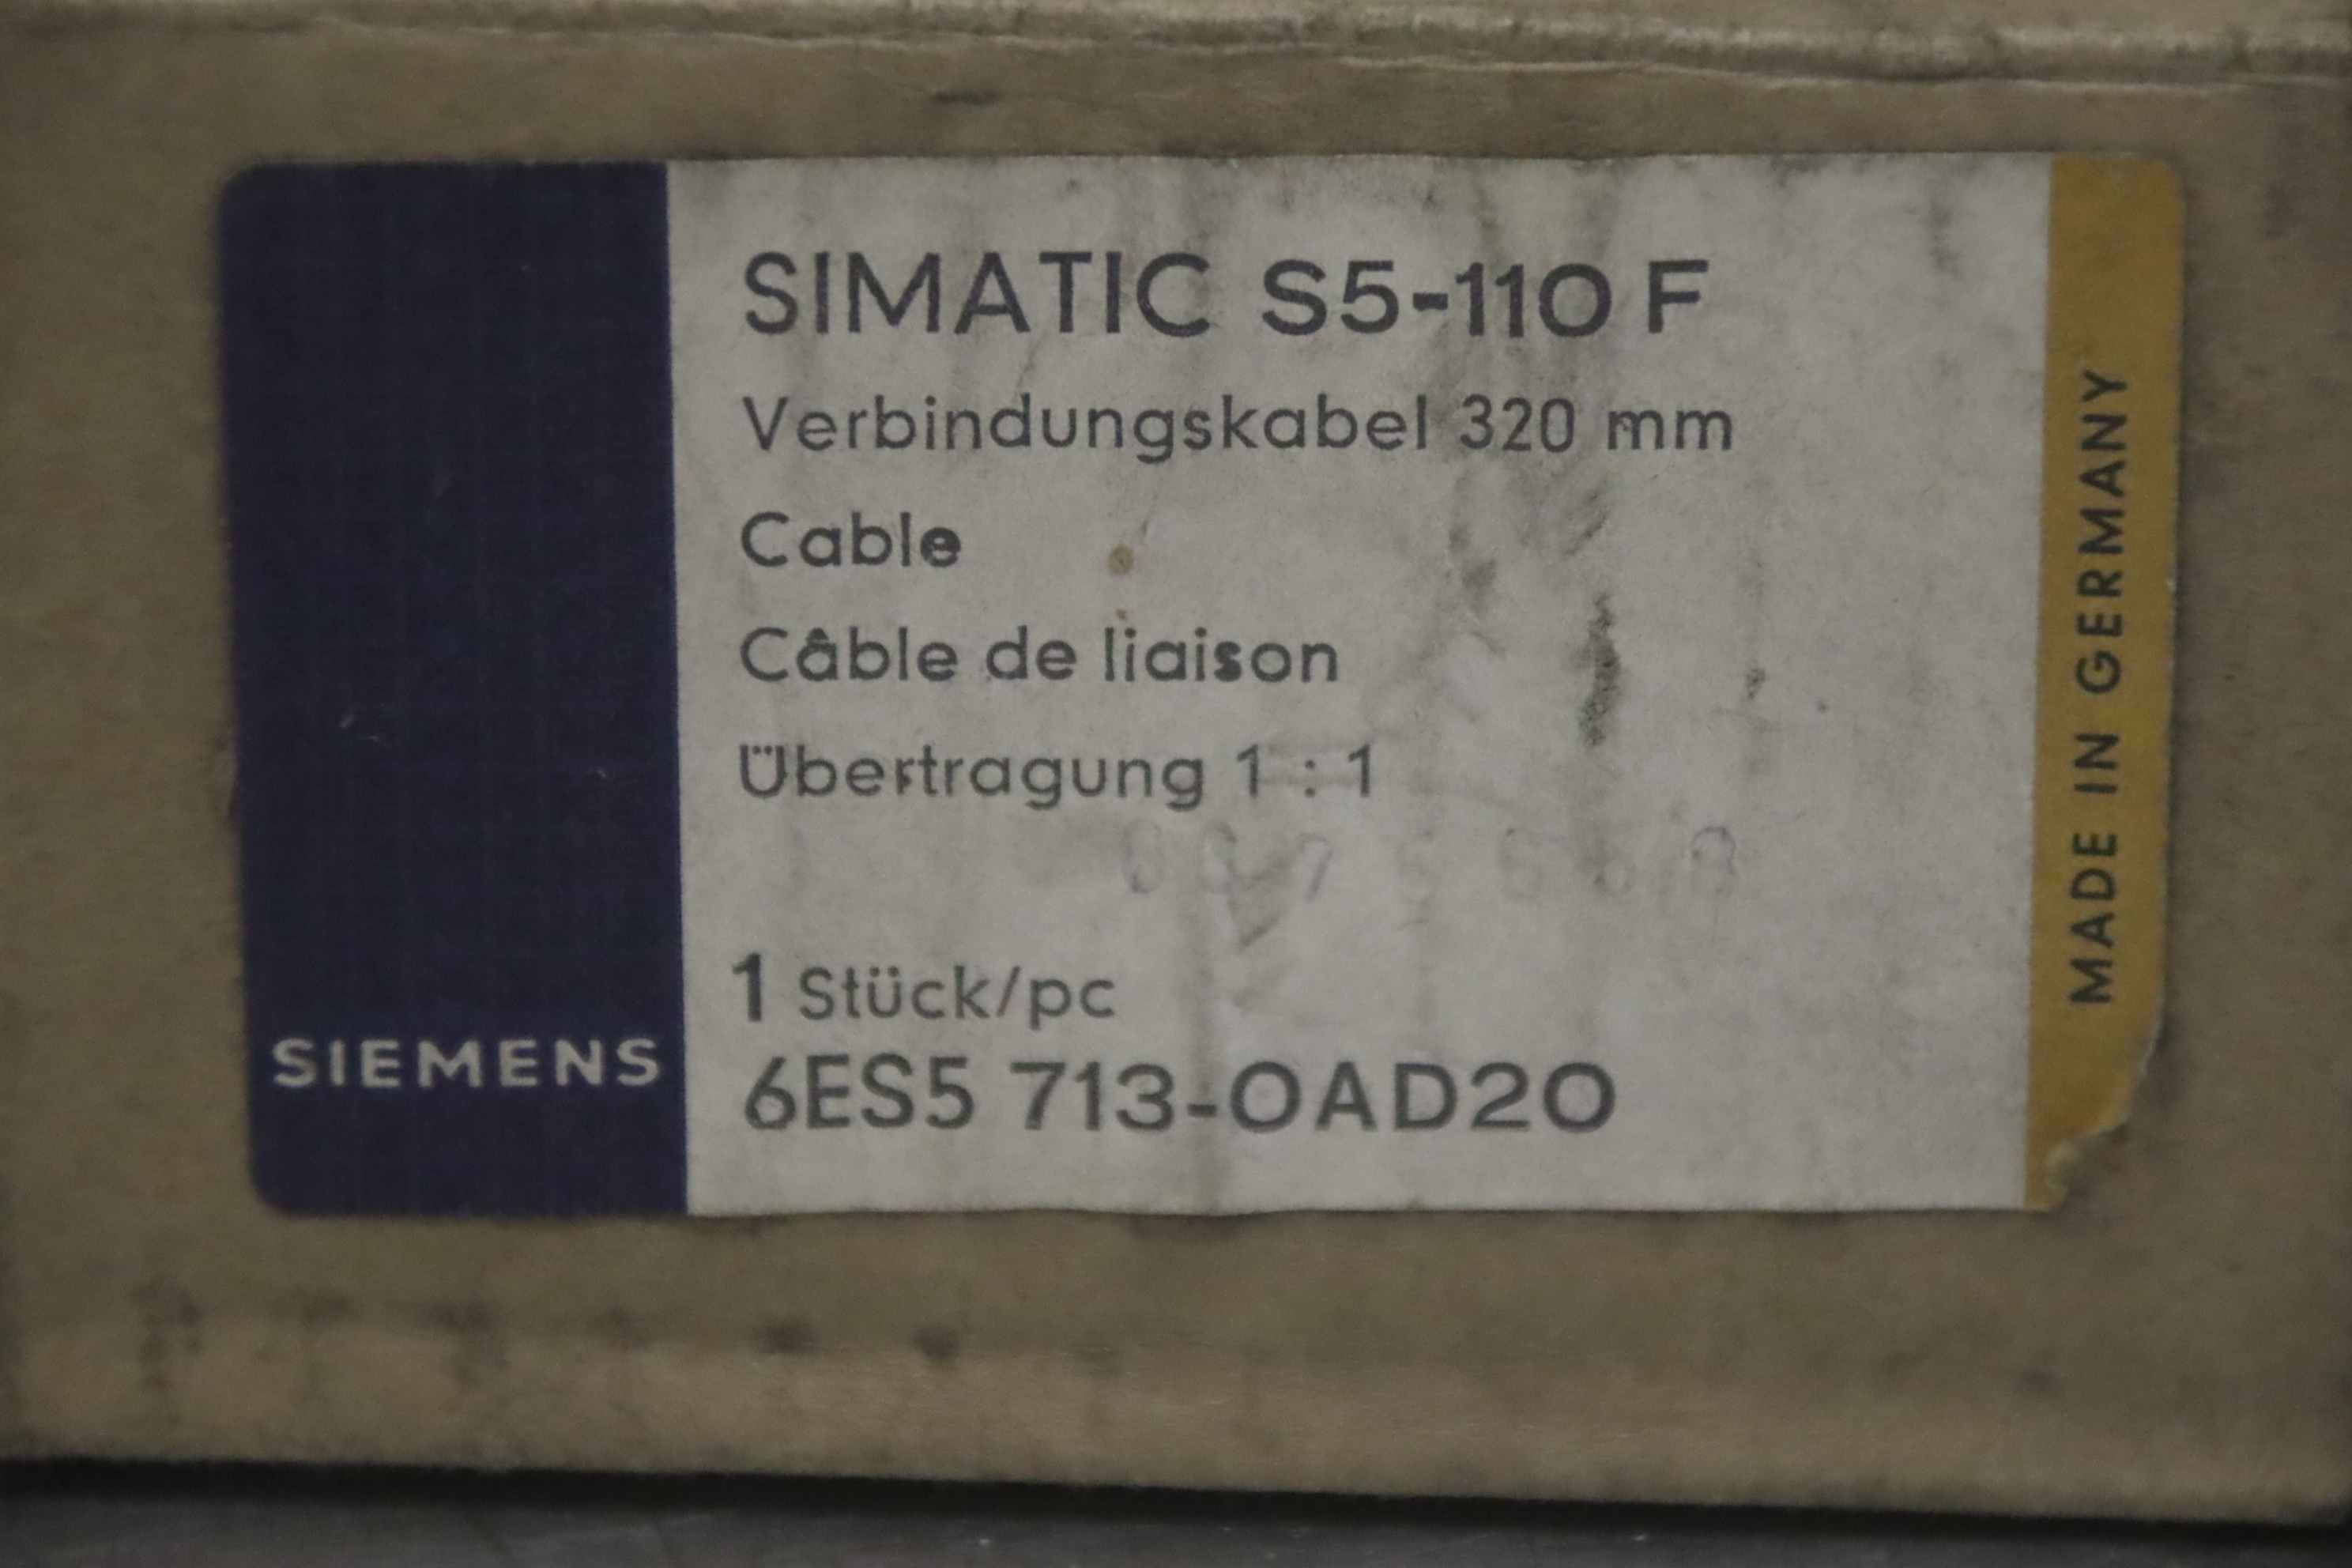 SIMATIC S5-110 F
Verbindungskabel 320 mm
Cable
Câble de liaison
Übertragung 1 : 1
1 Stück/pc
6ES5 713-0AD20
SIEMENS
MADE IN GERMANY